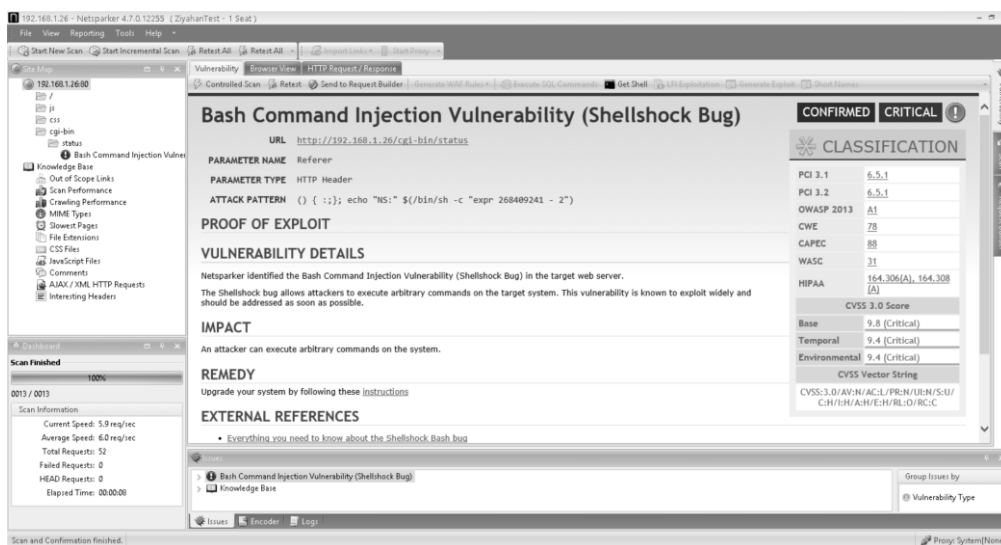 192.168.1.26 - Netsparker 4.7.0.12255 ( ZiyahanTest - 1 Seat )
File View Reporting Tools Help
Start New Scan Start Incremental Scan Retest All Retest All Import Links Start Proxy
Site Map
192.168.1.26:80
/
js
css
cgi-bin
status
Bash Command Injection Vulner
Knowledge Base
Out of Scope Links
Scan Performance
Crawling Performance
MIME Types
Slowest Pages
File Extensions
CSS Files
JavaScript Files
Comments
AJAX / XML HTTP Requests
Interesting Headers
Dashboard
Scan Finished
100%
0013 / 0013
Scan Information
Current Speed: 5.9 req/sec
Average Speed: 6.0 req/sec
Total Requests: 52
Failed Requests: 0
HEAD Requests: 0
Elapsed Time: 00:00:08
Vulnerability Browser View HTTP Request / Response
Controlled Scan Retest Send to Request Builder Generate WAF Rules Execute SQL Commands Get Shell LFI Exploitation Generate Exploit Short Names
Bash Command Injection Vulnerability (Shellshock Bug)
URL http://192.168.1.26/cgi-bin/status
PARAMETER NAME Referer
PARAMETER TYPE HTTP Header
ATTACK PATTERN () { :;}; echo "NS:" $(/bin/sh -c "expr 268409241 - 2")
PROOF OF EXPLOIT
VULNERABILITY DETAILS
Netsparker identified the Bash Command Injection Vulnerability (Shellshock Bug) in the target web server.
The Shellshock bug allows attackers to execute arbitrary commands on the target system. This vulnerability is known to exploit widely and
should be addressed as soon as possible.
IMPACT
An attacker can execute arbitrary commands on the system.
REMEDY
Upgrade your system by following these instructions
EXTERNAL REFERENCES
Everything you need to know about the Shellshock Bash bug
CONFIRMED CRITICAL
CLASSIFICATION
PCI 3.1 6.5.1
PCI 3.2 6.5.1
OWASP 2013 A1
CWE 78
CAPEC 88
WASC 31
HIPAA 164.306(A), 164.308
(A)
CVSS 3.0 Score
Base 9.8 (Critical)
Temporal 9.4 (Critical)
Environmental 9.4 (Critical)
CVSS Vector String
CVSS:3.0/AV:N/AC:L/PR:N/UI:N/S:U/
C:H/I:H/A:H/E:H/RL:O/RC:C
Issues
Bash Command Injection Vulnerability (Shellshock Bug)
Knowledge Base
Group Issues by
Vulnerability Type
Issues Encoder Logs
Scan and Confirmation finished.
Proxy: System[None